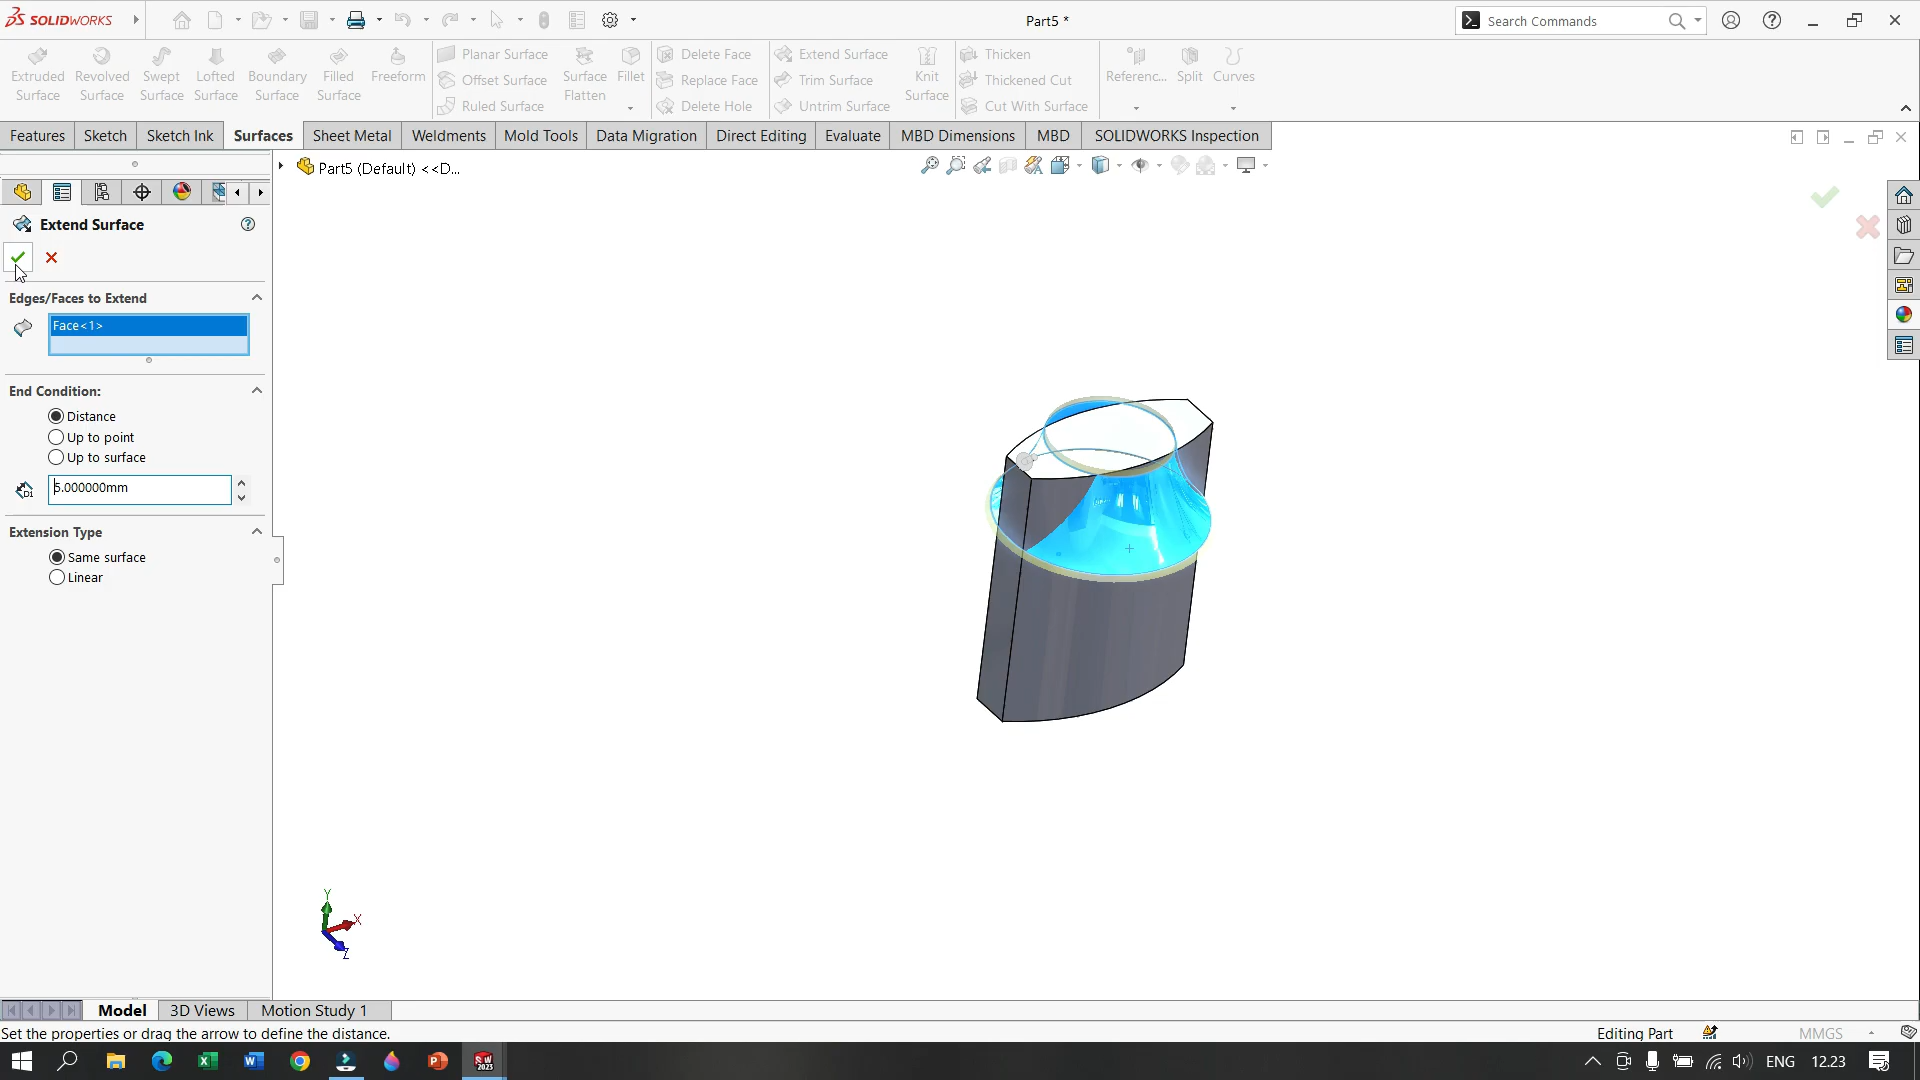 SOLIDWORKS
Part5 *
Search Commands
Extruded Surface
Revolved Surface
Swept Surface
Lofted Surface
Boundary Surface
Filled Surface
Freeform
Planar Surface
Offset Surface
Ruled Surface
Surface Flatten
Fillet
Delete Face
Replace Face
Delete Hole
Extend Surface
Trim Surface
Untrim Surface
Knit Surface
Thicken
Thickened Cut
Cut With Surface
Referenc...
Split
Curves
Features
Sketch
Sketch Ink
Surfaces
Sheet Metal
Weldments
Mold Tools
Data Migration
Direct Editing
Evaluate
MBD Dimensions
MBD
SOLIDWORKS Inspection
Part5 (Default) <<D...
Extend Surface
Edges/Faces to Extend
Face<1>
End Condition:
Distance
Up to point
Up to surface
D1
5.000000mm
Extension Type
Same surface
Linear
Y
X
Z
Model
3D Views
Motion Study 1
Set the properties or drag the arrow to define the distance.
Editing Part
MMGS
SW
2023
ENG
12.23